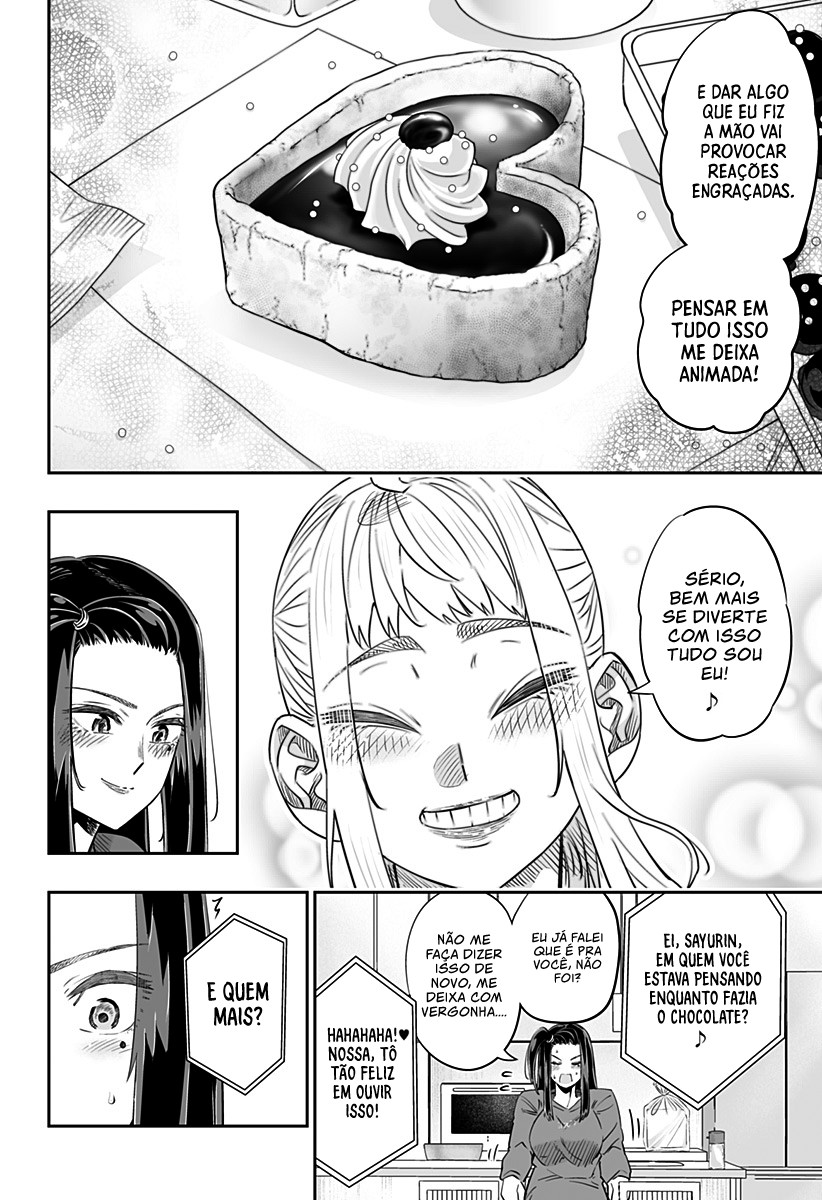 E DAR ALGO
QUE EU FIZ
A MÃO VAI
PROVOCAR
REAÇÕES
ENGRAÇADAS.
PENSAR EM
TUDO ISSO
ME DEIXA
ANIMADA!
SÉRIO,
BEM MAIS
SE DIVERTE
COM ISSO
TUDO SOU
EU!
♪
EI, SAYURIN,
EM QUEM VOCÊ
ESTAVA PENSANDO
ENQUANTO FAZIA
O CHOCOLATE?
♪
EU JÁ FALEI
QUE É PRA
VOCÊ, NÃO
FOI?
NÃO ME
FAÇA DIZER
ISSO DE
NOVO, ME
DEIXA COM
VERGONHA....
HAHAHAHA!♥
NOSSA, TÔ
TÃO FELIZ
EM OUVIR
ISSO!
E QUEM
MAIS?